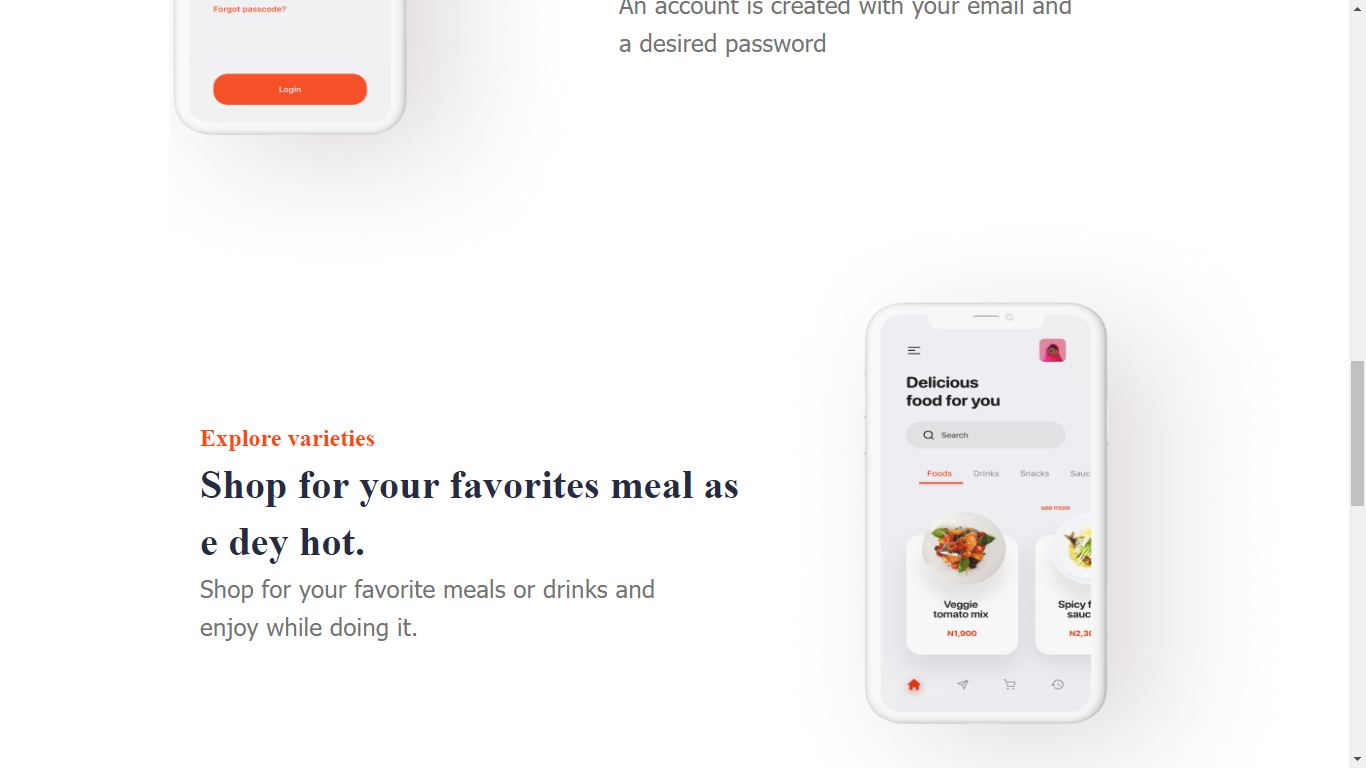 Forgot passcode?
Login
An account is created with your email and
a desired password
Explore varieties
Shop for your favorites meal as
e dey hot.
Shop for your favorite meals or drinks and
enjoy while doing it.
Delicious
food for you
Search
Foods Drinks Snacks Sauc
see more
Veggie
tomato mix
N1,900
Spicy f
sauc
N2,30